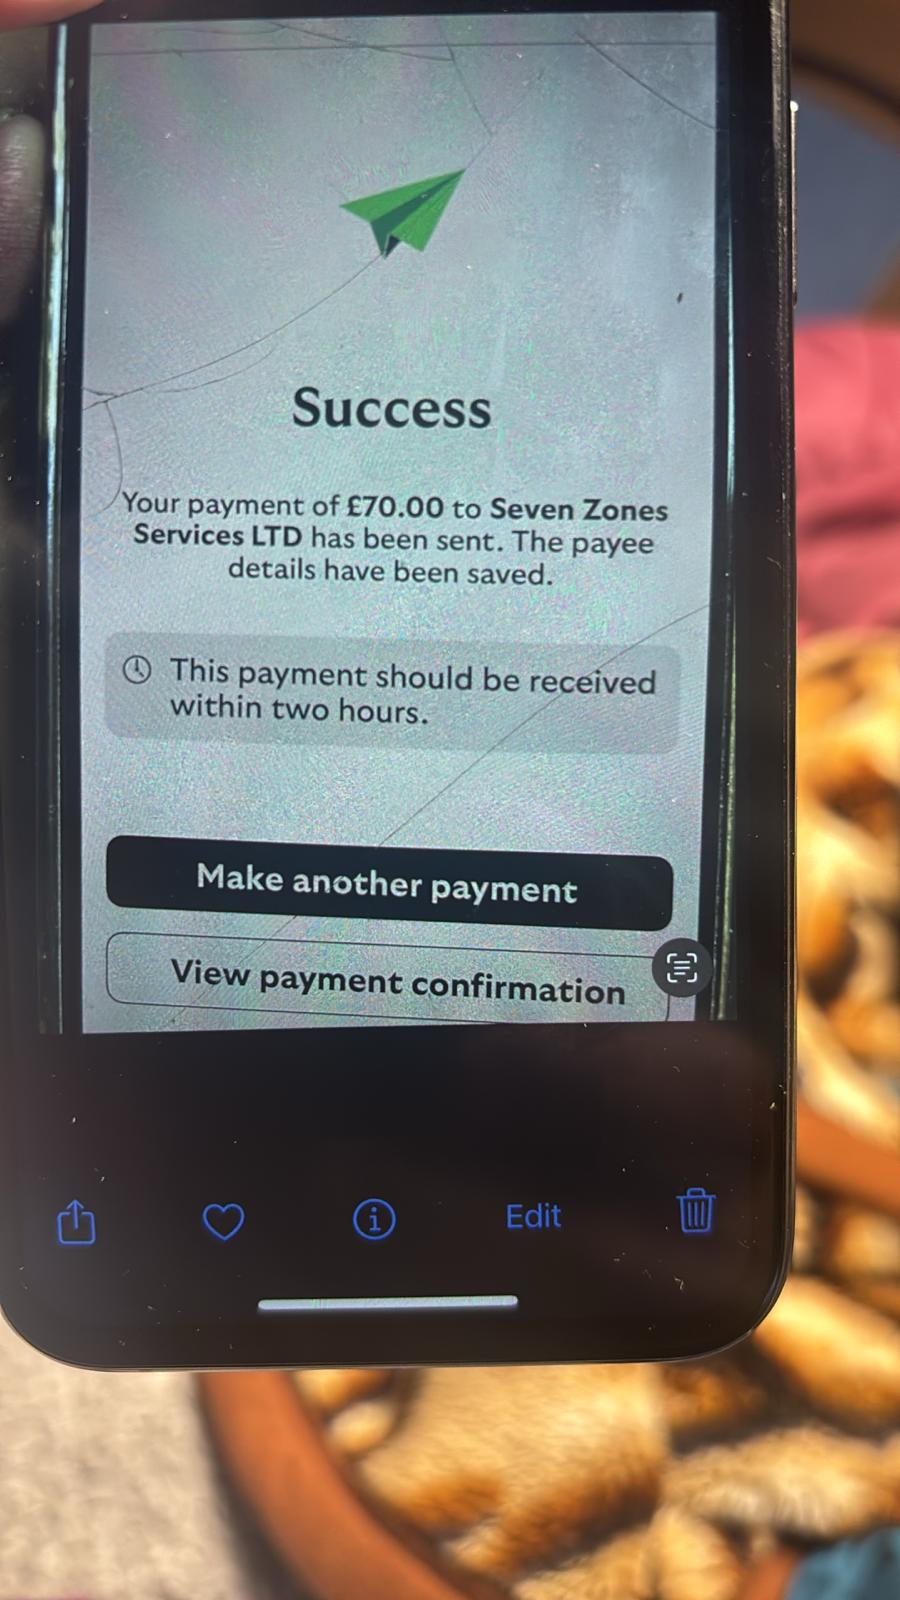 Success
Your payment of £70.00 to Seven Zones
Services LTD has been sent. The payee
details have been saved.
This payment should be received
within two hours.
Make another payment
View payment confirmation
Edit